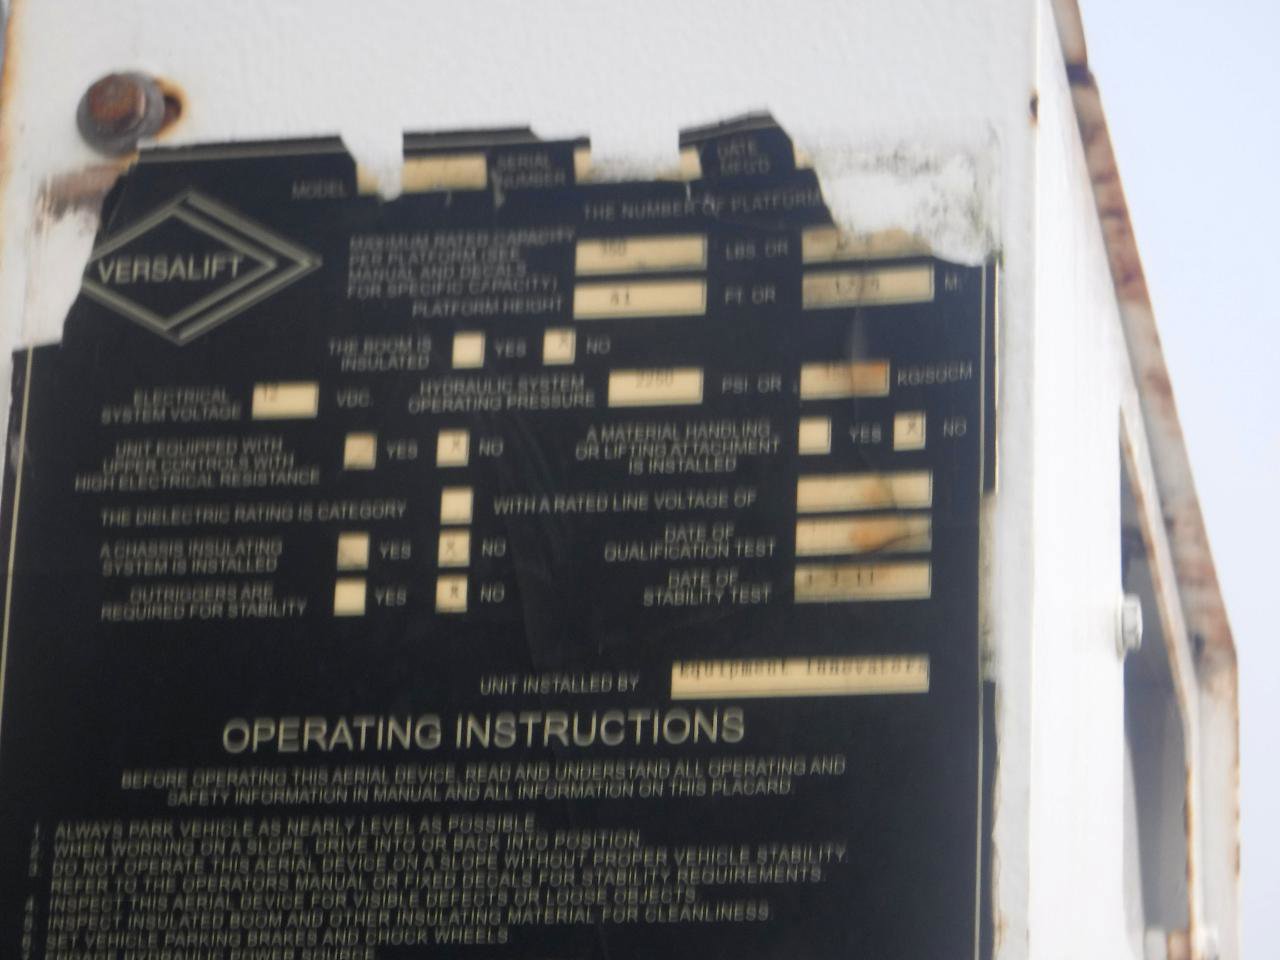 MODEL SERIAL NUMBER DATE MFG'D
THE NUMBER OF PLATFORM
VERSALIFT
MAXIMUM RATED CAPACITY
PER PLATFORM (SEE
MANUAL AND DECALS
FOR SPECIFIC CAPACITY)
LBS. OR
PLATFORM HEIGHT 41 FT. OR M.
THE BOOM IS INSULATED YES X NO
ELECTRICAL SYSTEM VOLTAGE 12 VDC.
HYDRAULIC SYSTEM OPERATING PRESSURE 2250 PSI OR KG/SQCM
UNIT EQUIPPED WITH
UPPER CONTROLS WITH
HIGH ELECTRICAL RESISTANCE
YES X NO
A MATERIAL HANDLING
OR LIFTING ATTACHMENT
IS INSTALLED
YES X NO
THE DIELECTRIC RATING IS CATEGORY WITH A RATED LINE VOLTAGE OF
A CHASSIS INSULATING
SYSTEM IS INSTALLED
YES X NO
DATE OF
QUALIFICATION TEST
OUTRIGGERS ARE
REQUIRED FOR STABILITY
YES X NO
DATE OF
STABILITY TEST
UNIT INSTALLED BY Equipment Innovators
OPERATING INSTRUCTIONS
BEFORE OPERATING THIS AERIAL DEVICE, READ AND UNDERSTAND ALL OPERATING AND
SAFETY INFORMATION IN MANUAL AND ALL INFORMATION ON THIS PLACARD.
1. ALWAYS PARK VEHICLE AS NEARLY LEVEL AS POSSIBLE.
2. WHEN WORKING ON A SLOPE, DRIVE INTO OR BACK INTO POSITION.
3. DO NOT OPERATE THIS AERIAL DEVICE ON A SLOPE WITHOUT PROPER VEHICLE STABILITY.
REFER TO THE OPERATORS MANUAL OR FIXED DECALS FOR STABILITY REQUIREMENTS.
4. INSPECT THIS AERIAL DEVICE FOR VISIBLE DEFECTS OR LOOSE OBJECTS.
5. INSPECT INSULATED BOOM AND OTHER INSULATING MATERIAL FOR CLEANLINESS.
6. SET VEHICLE PARKING BRAKES AND CHOCK WHEELS.
ENGAGE HYDRAULIC POWER SOURCE